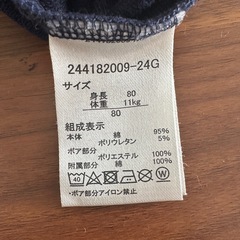 244182009-24G
サイズ
身長 80
体重 11kg
80
組成表示
本体 綿 95%
ポリウレタン 5%
ボア部分 ポリエステル 100%
附属部分 綿 100%
40
・ボア部分アイロン禁止